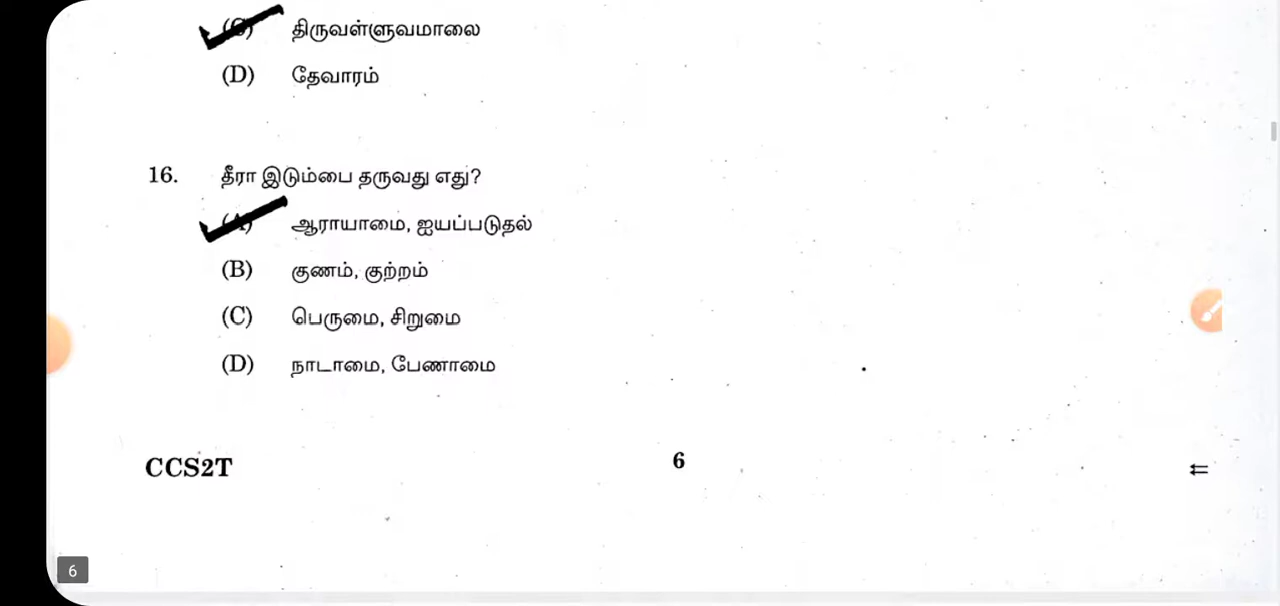 (C) திருவள்ளுவமாலை
(D) தேவாரம்
16. தீரா இடும்பை தருவது எது?
(A) ஆராயாமை, ஐயப்படுதல்
(B) குணம், குற்றம்
(C) பெருமை, சிறுமை
(D) நாடாமை, பேணாமை
CCS2T 6 ⇇
6